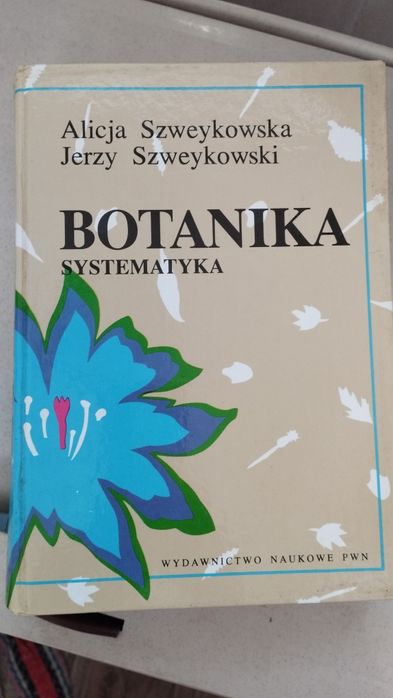 Alicja Szweykowska
Jerzy Szweykowski
BOTANIKA
SYSTEMATYKA
WYDAWNICTWO NAUKOWE PWN